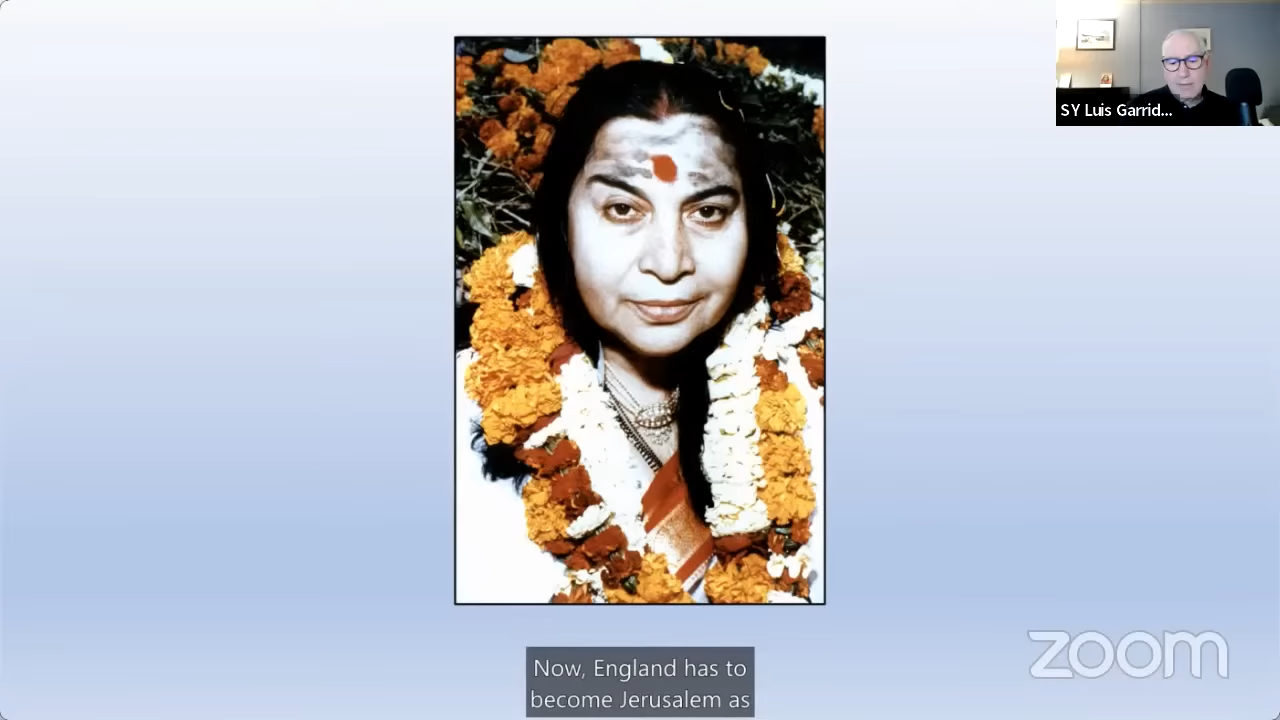 SY Luis Garrid...
Now, England has to
become Jerusalem as
zoom